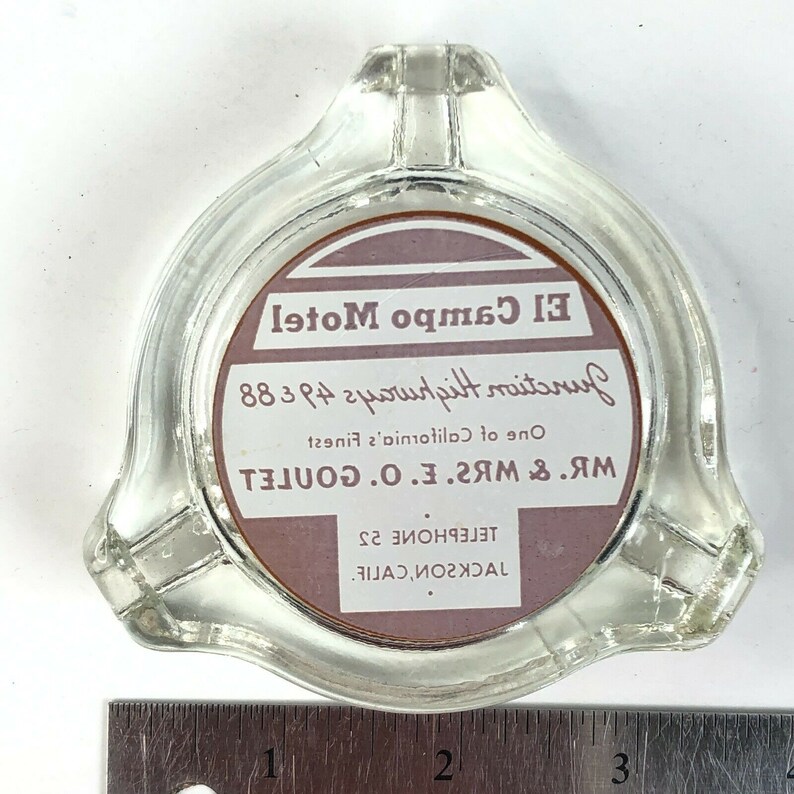 El Campo Motel
Junction Highways 49 & 88
One of California's Finest
MR. & MRS. E. O. GOULET
TELEPHONE 52
JACKSON, CALIF.
1 2 3 4